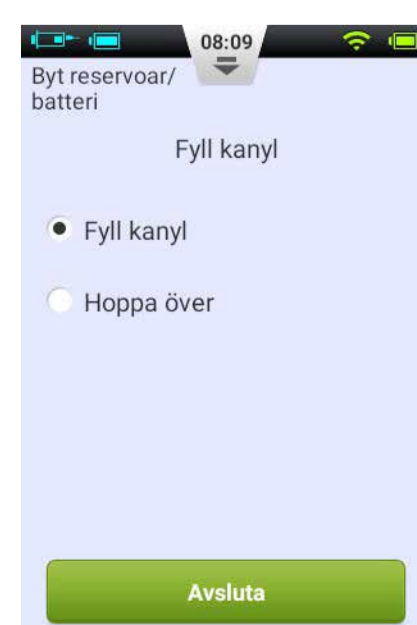 08:09
Byt reservoar/
batteri
Fyll kanyl
Fyll kanyl
Hoppa över
Avsluta